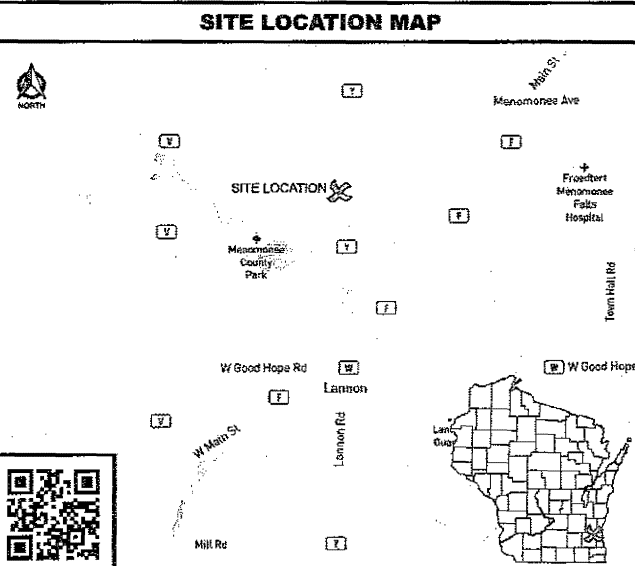 SITE LOCATION MAP
NORTH
Y
Main St
Menomonee Ave
V
F
SITE LOCATION
Froedtert
Menomonee
Falls
Hospital
F
V
Menomonee
County
Park
Y
Town Hall Rd
F
W Good Hope Rd
W
W Good Hope
Lannon
F
V
W Main St
Lannon Rd
Mill Rd
Y